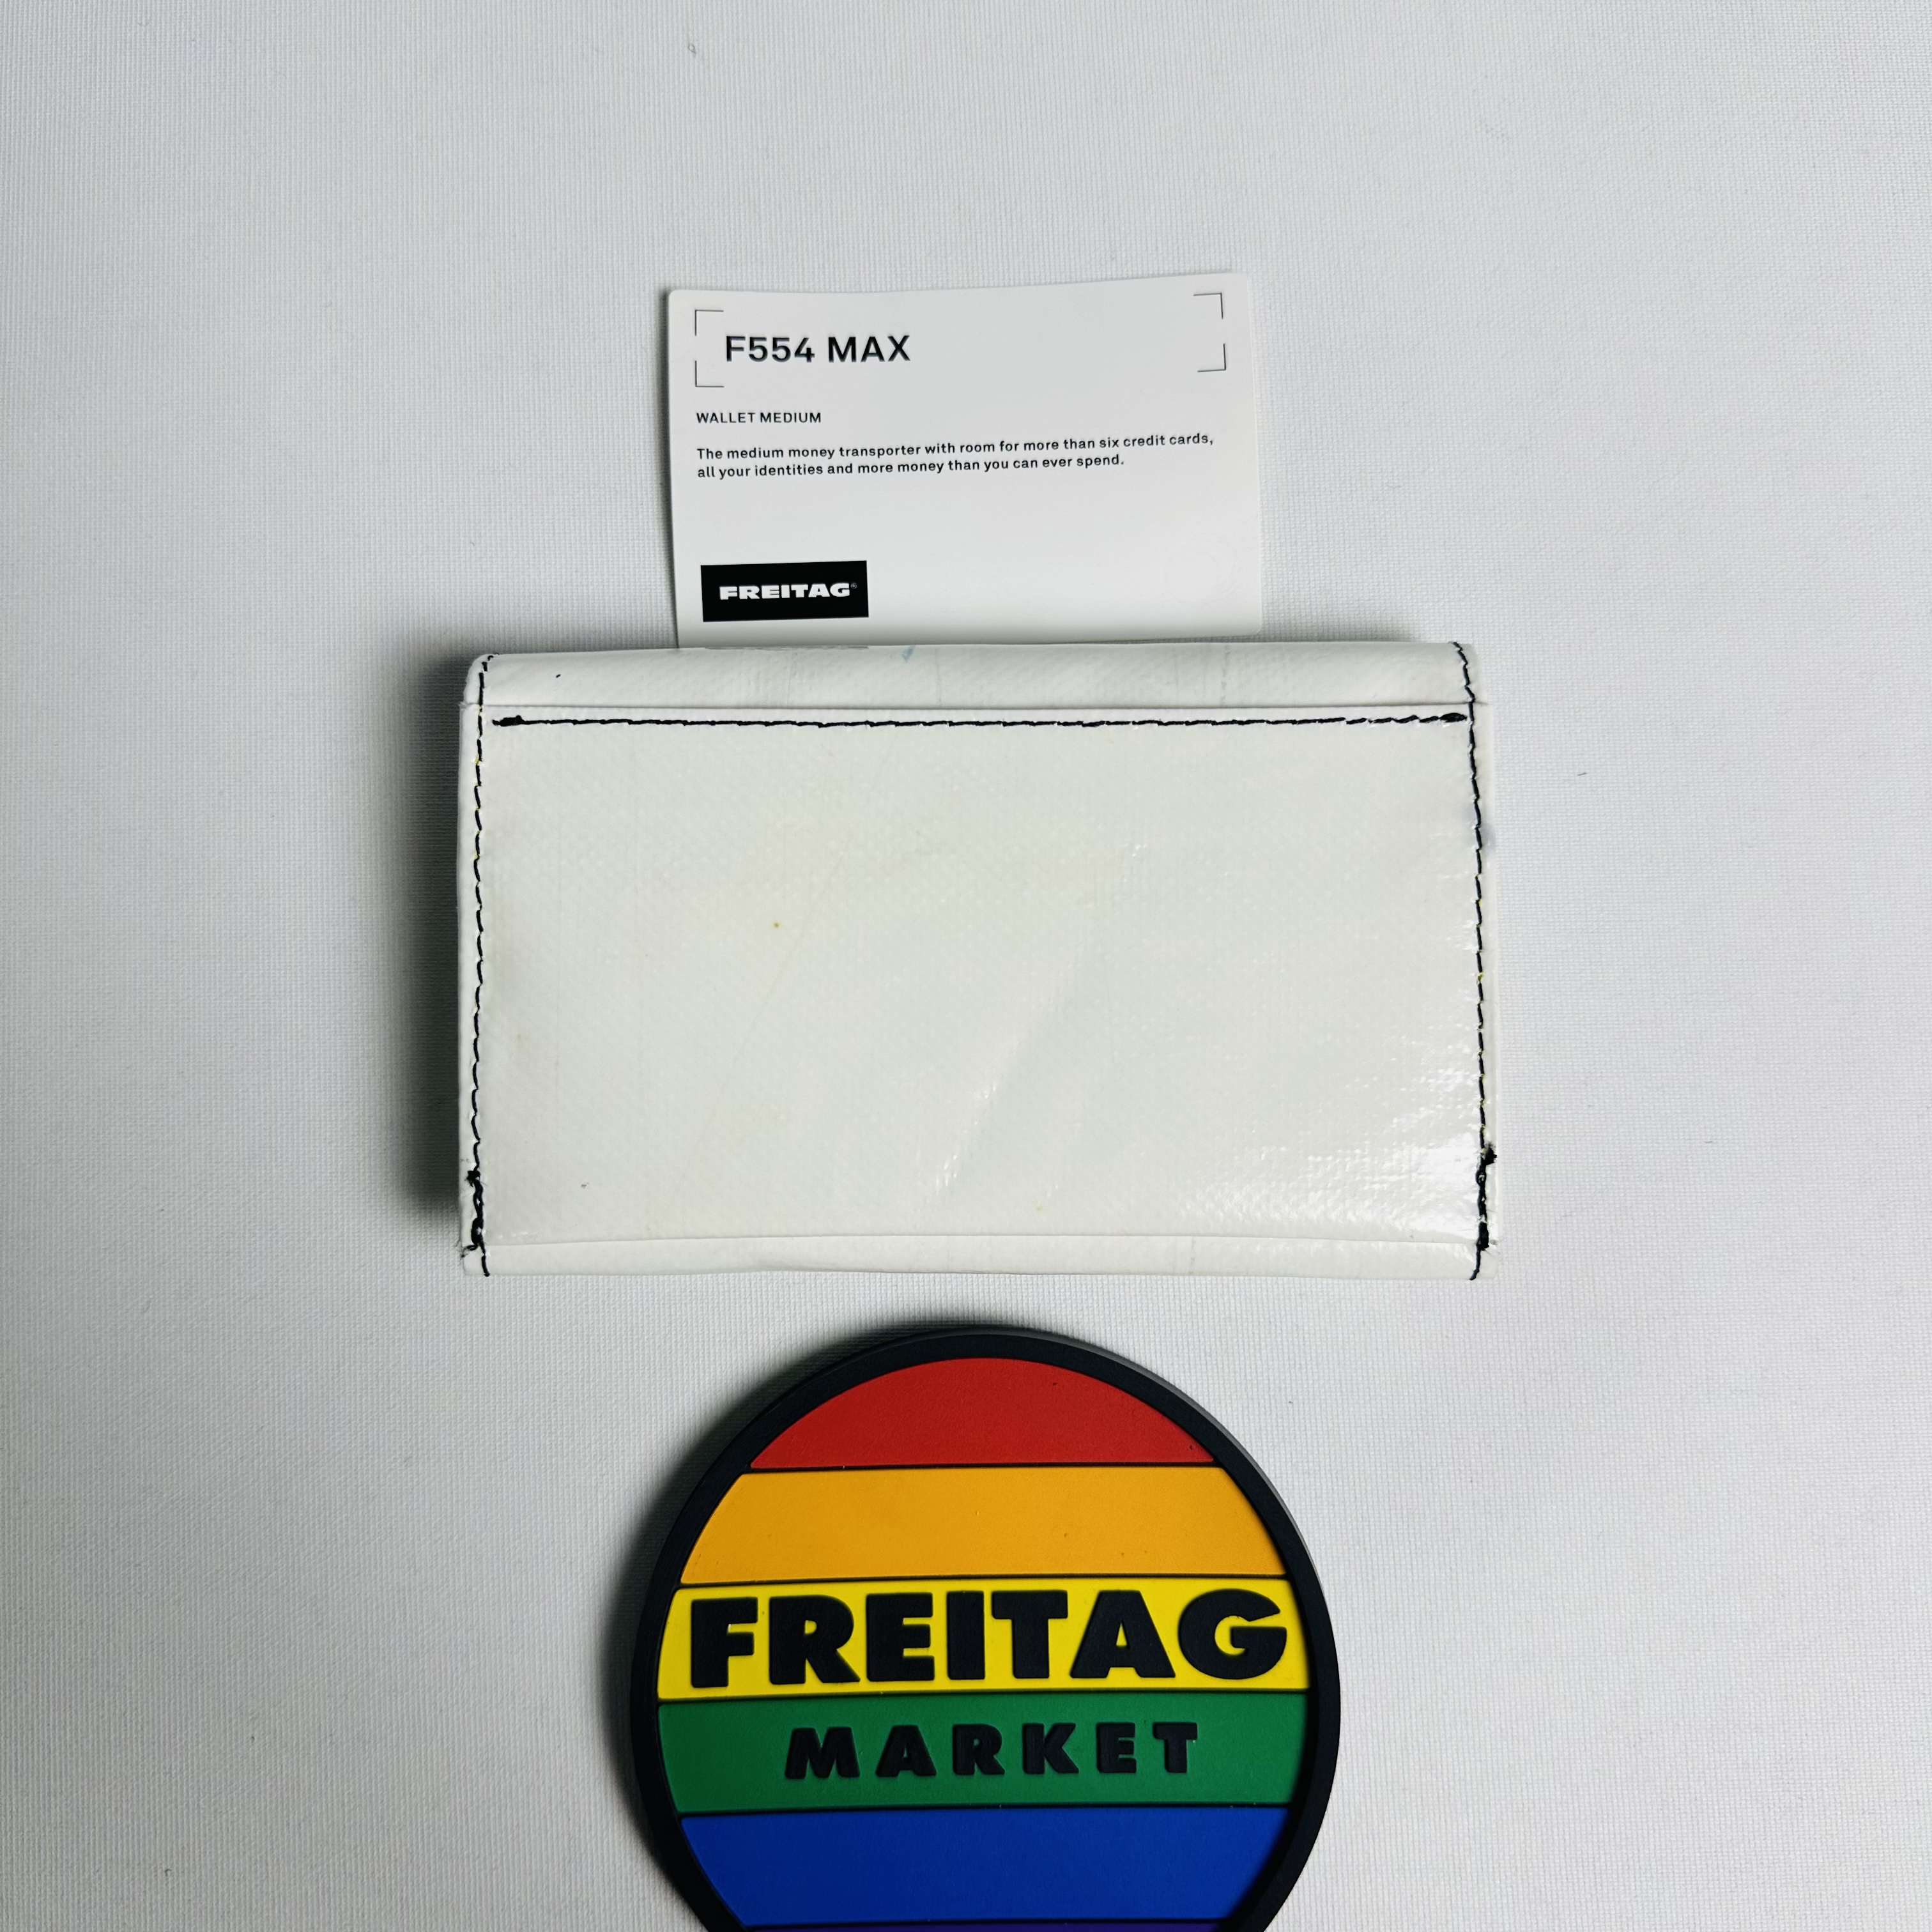 F554 MAX
WALLET MEDIUM
The medium money transporter with room for more than six credit cards,
all your identities and more money than you can ever spend.
FREITAG®
FREITAG
MARKET